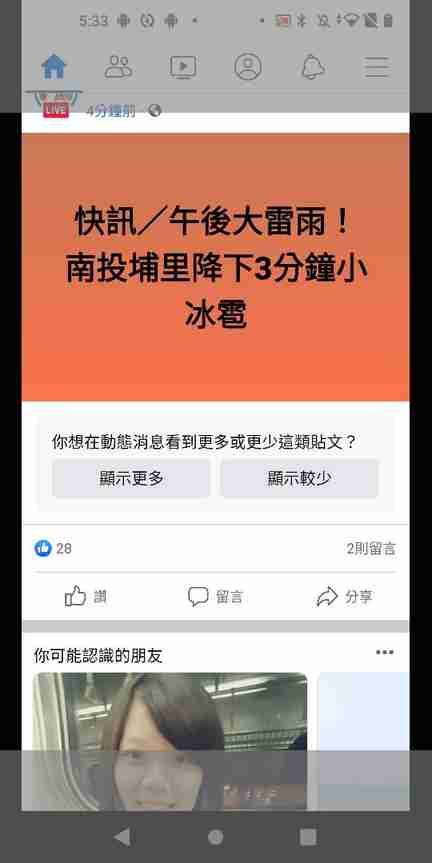 5:33
LIVE
4分鐘前
快訊／午後大雷雨！
南投埔里降下3分鐘小
冰雹
你想在動態消息看到更多或更少這類貼文？
顯示更多
顯示較少
28
2則留言
讚
留言
分享
你可能認識的朋友